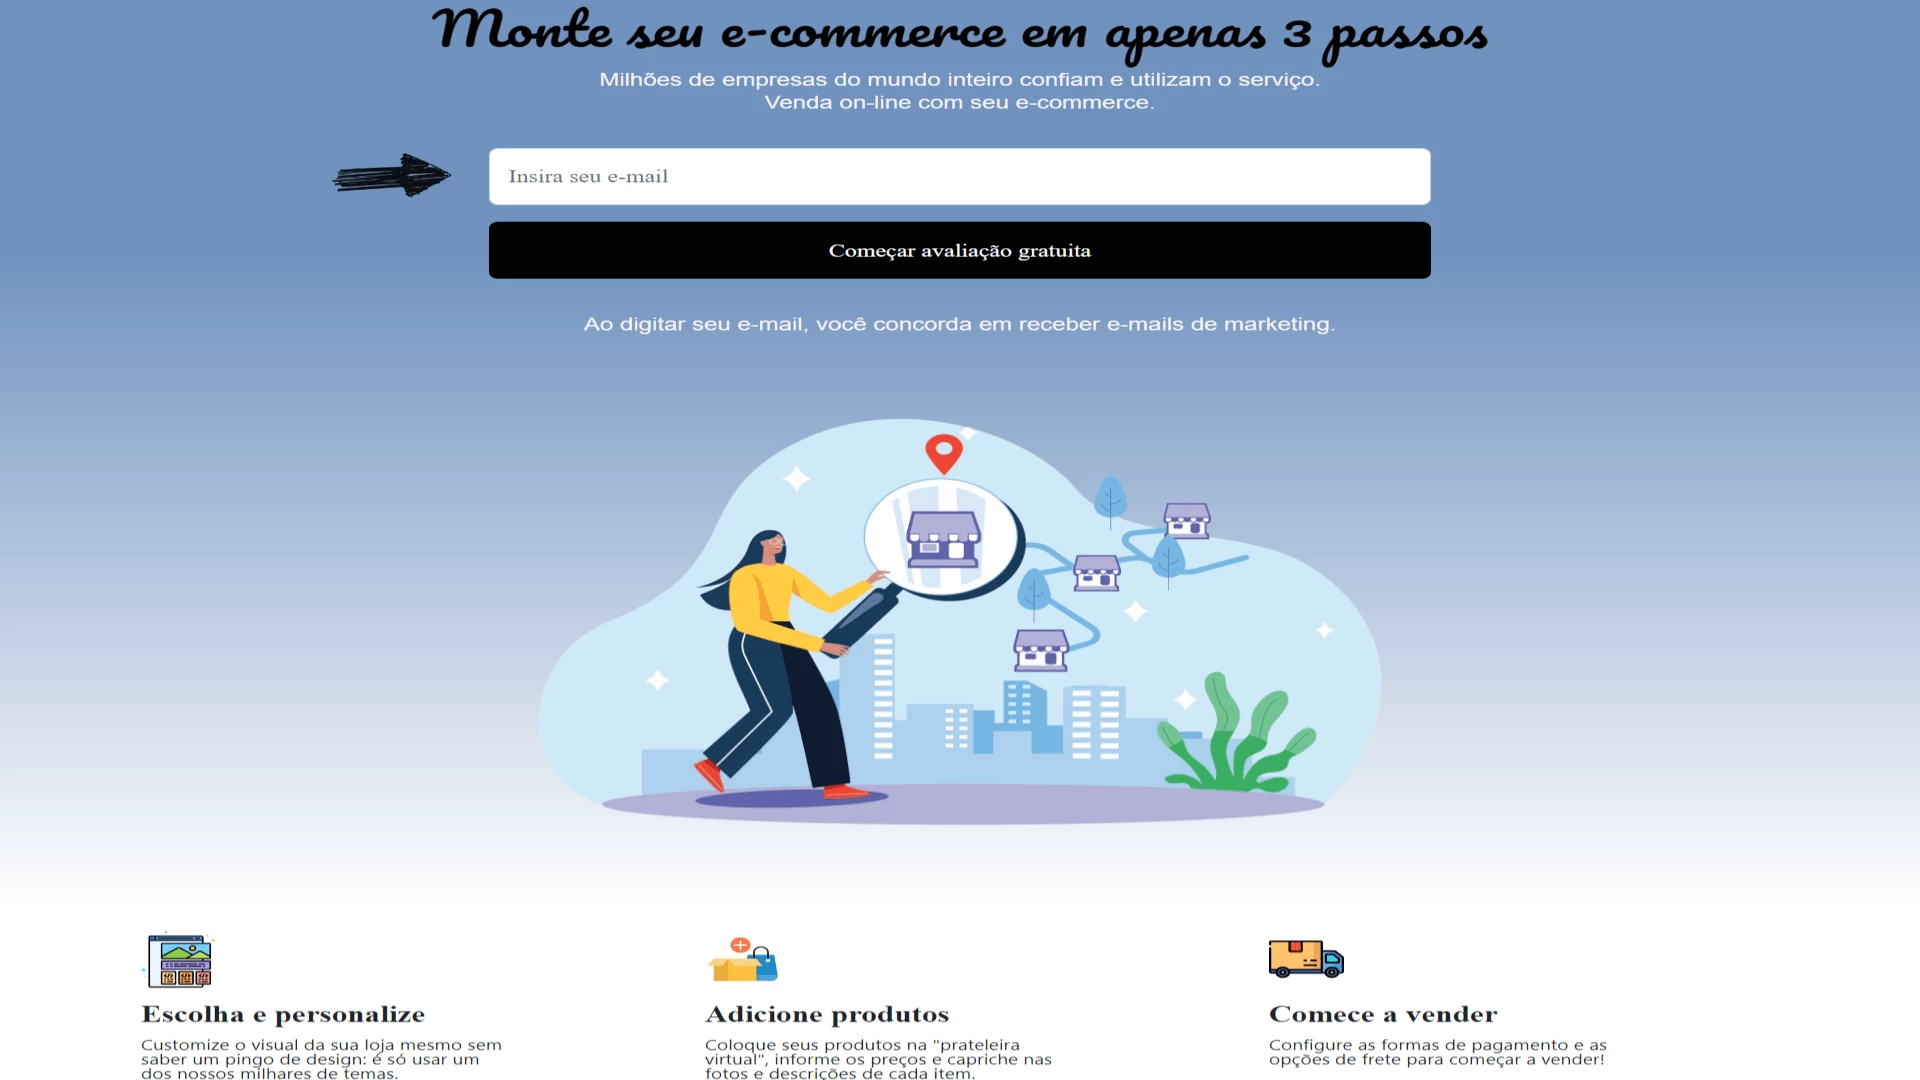 Monte seu e-commerce em apenas 3 passos
Milhões de empresas do mundo inteiro confiam e utilizam o serviço.
Venda on-line com seu e-commerce.
Insira seu e-mail
Começar avaliação gratuita
Ao digitar seu e-mail, você concorda em receber e-mails de marketing.
Escolha e personalize
Customize o visual da sua loja mesmo sem
saber um pingo de design: é só usar um
dos nossos milhares de temas.
Adicione produtos
Coloque seus produtos na "prateleira
virtual", informe os preços e capriche nas
fotos e descrições de cada item.
Comece a vender
Configure as formas de pagamento e as
opções de frete para começar a vender!